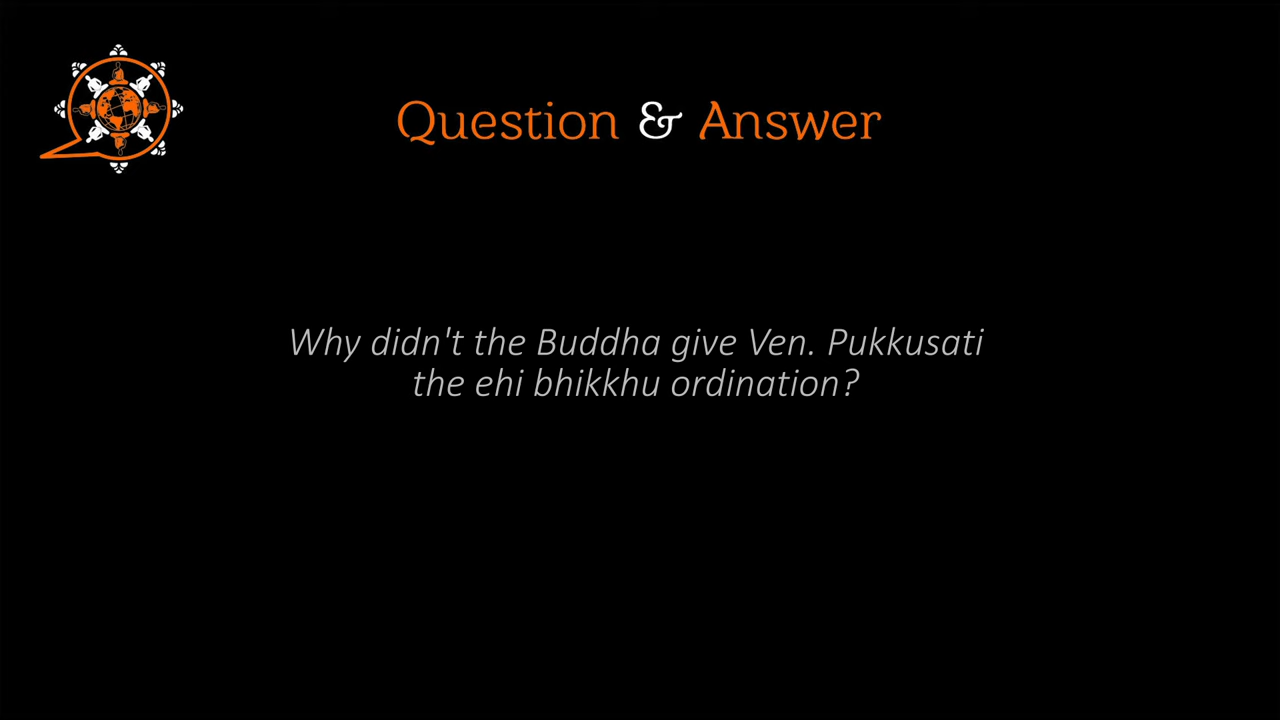 Question & Answer
Why didn't the Buddha give Ven. Pukkusati
the ehi bhikkhu ordination?